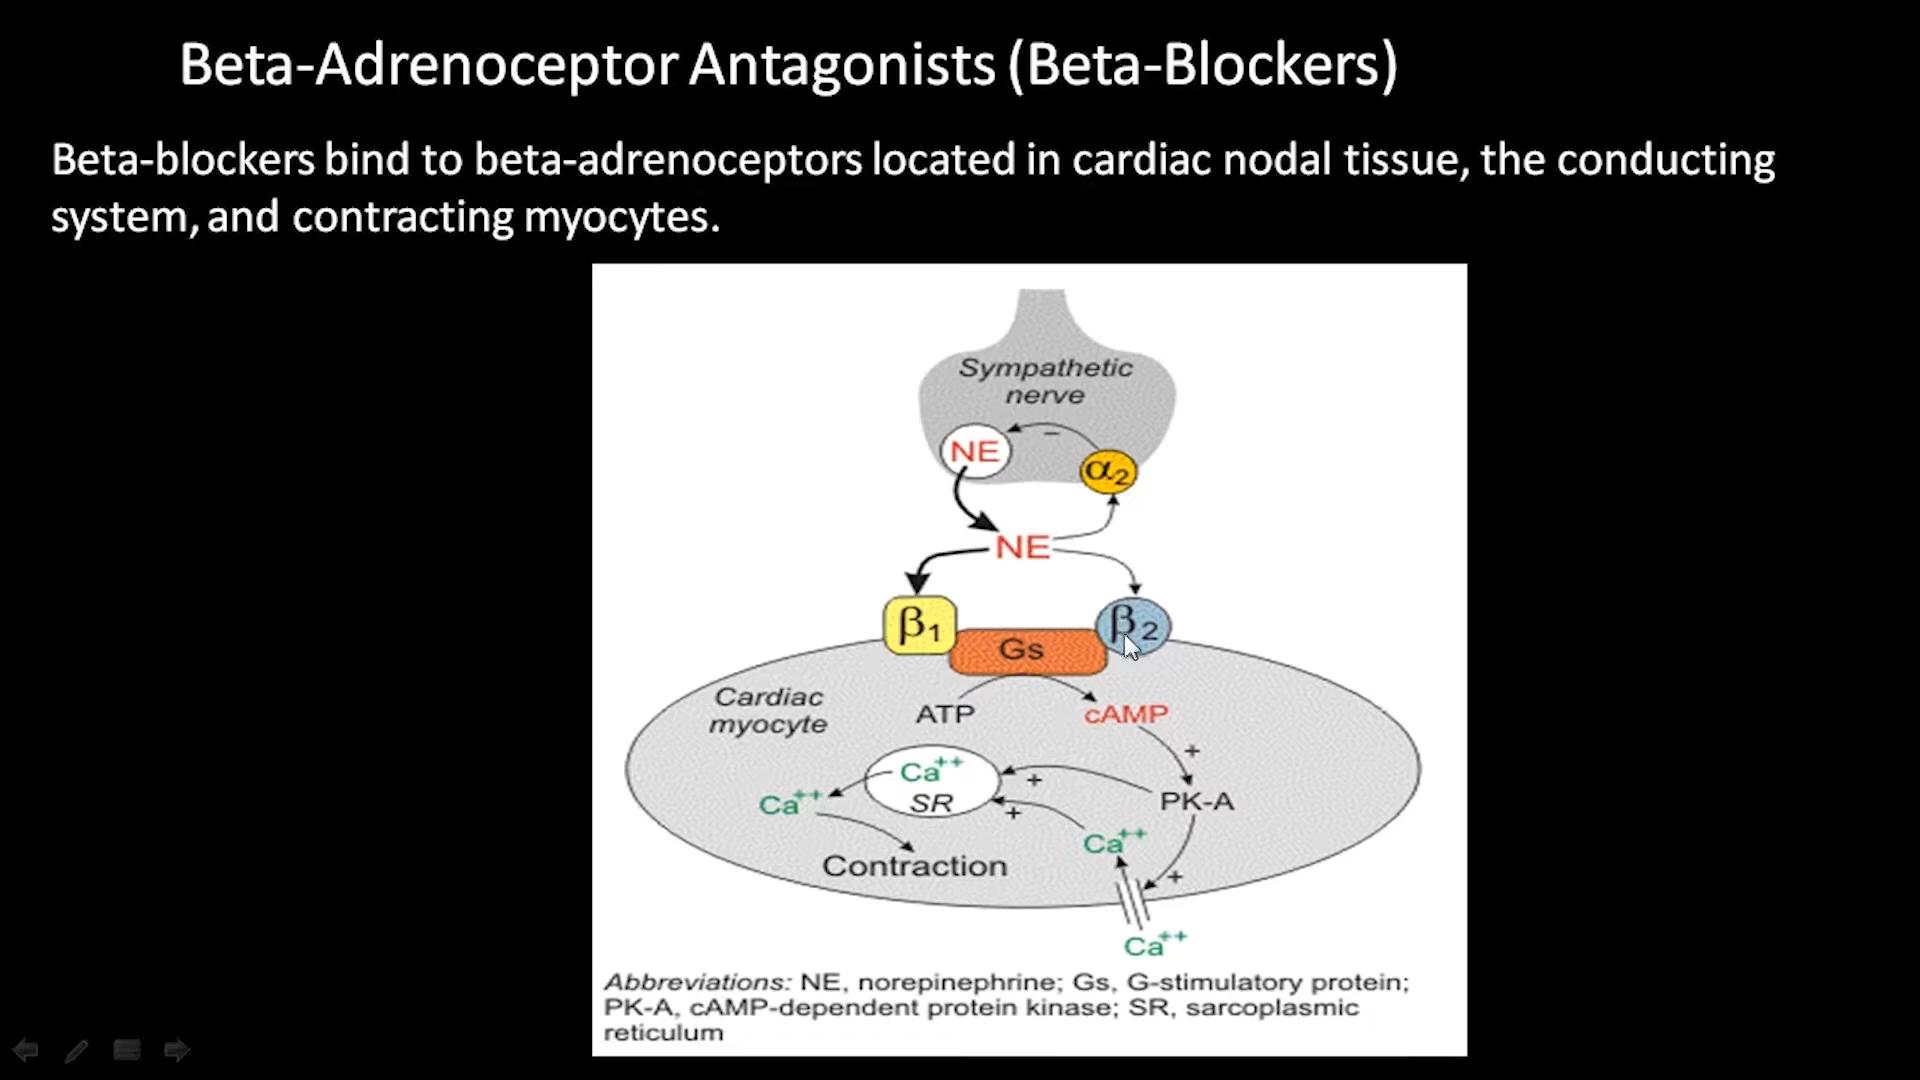 Beta-Adrenoceptor Antagonists (Beta-Blockers)
Beta-blockers bind to beta-adrenoceptors located in cardiac nodal tissue, the conducting
system, and contracting myocytes.
Sympathetic
nerve
NE
–
α2
NE
β1
Gs
β2
Cardiac
myocyte
ATP
cAMP
+
Ca++
SR
+
Ca++
PK-A
+
Ca++
Contraction
+
Ca++
Abbreviations: NE, norepinephrine; Gs, G-stimulatory protein;
PK-A, cAMP-dependent protein kinase; SR, sarcoplasmic
reticulum